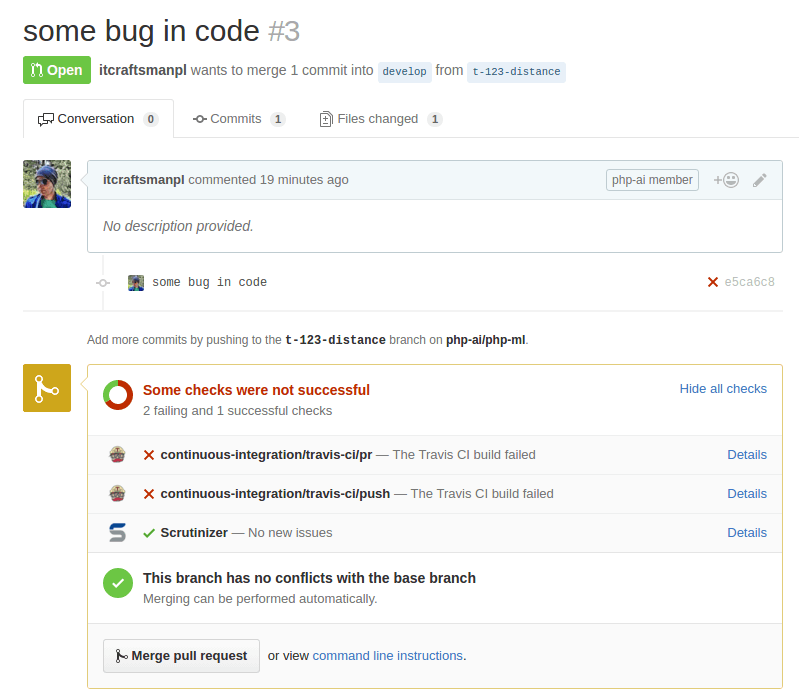 some bug in code #3
Open itcraftsmanpl wants to merge 1 commit into develop from t-123-distance
Conversation 0 Commits 1 Files changed 1
itcraftsmanpl commented 19 minutes ago php-ai member +
No description provided.
some bug in code e5ca6c8
Add more commits by pushing to the t-123-distance branch on php-ai/php-ml.
Some checks were not successful Hide all checks
2 failing and 1 successful checks
continuous-integration/travis-ci/pr — The Travis CI build failed Details
continuous-integration/travis-ci/push — The Travis CI build failed Details
Scrutinizer — No new issues Details
This branch has no conflicts with the base branch
Merging can be performed automatically.
Merge pull request or view command line instructions.